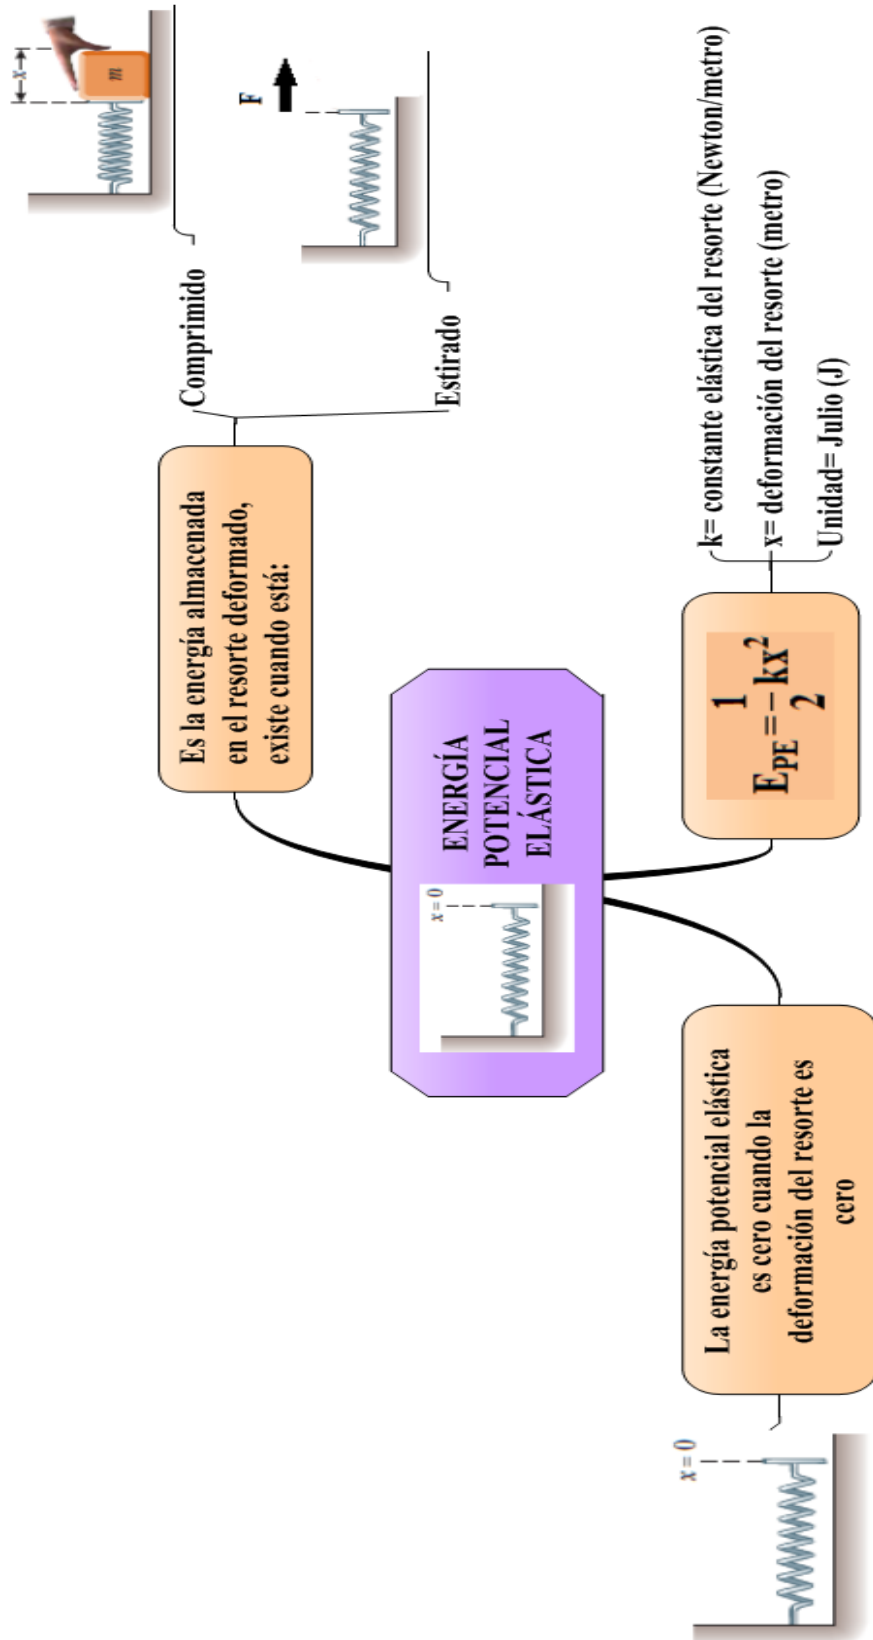 x = 0
ENERGÍA
POTENCIAL
ELÁSTICA
Es la energía almacenada
en el resorte deformado,
existe cuando está:
Comprimido
x
m
Estirado
F
E_PE = 1/2 kx²
k= constante elástica del resorte (Newton/metro)
x= deformación del resorte (metro)
Unidad= Julio (J)
La energía potencial elástica
es cero cuando la
deformación del resorte es
cero
x = 0